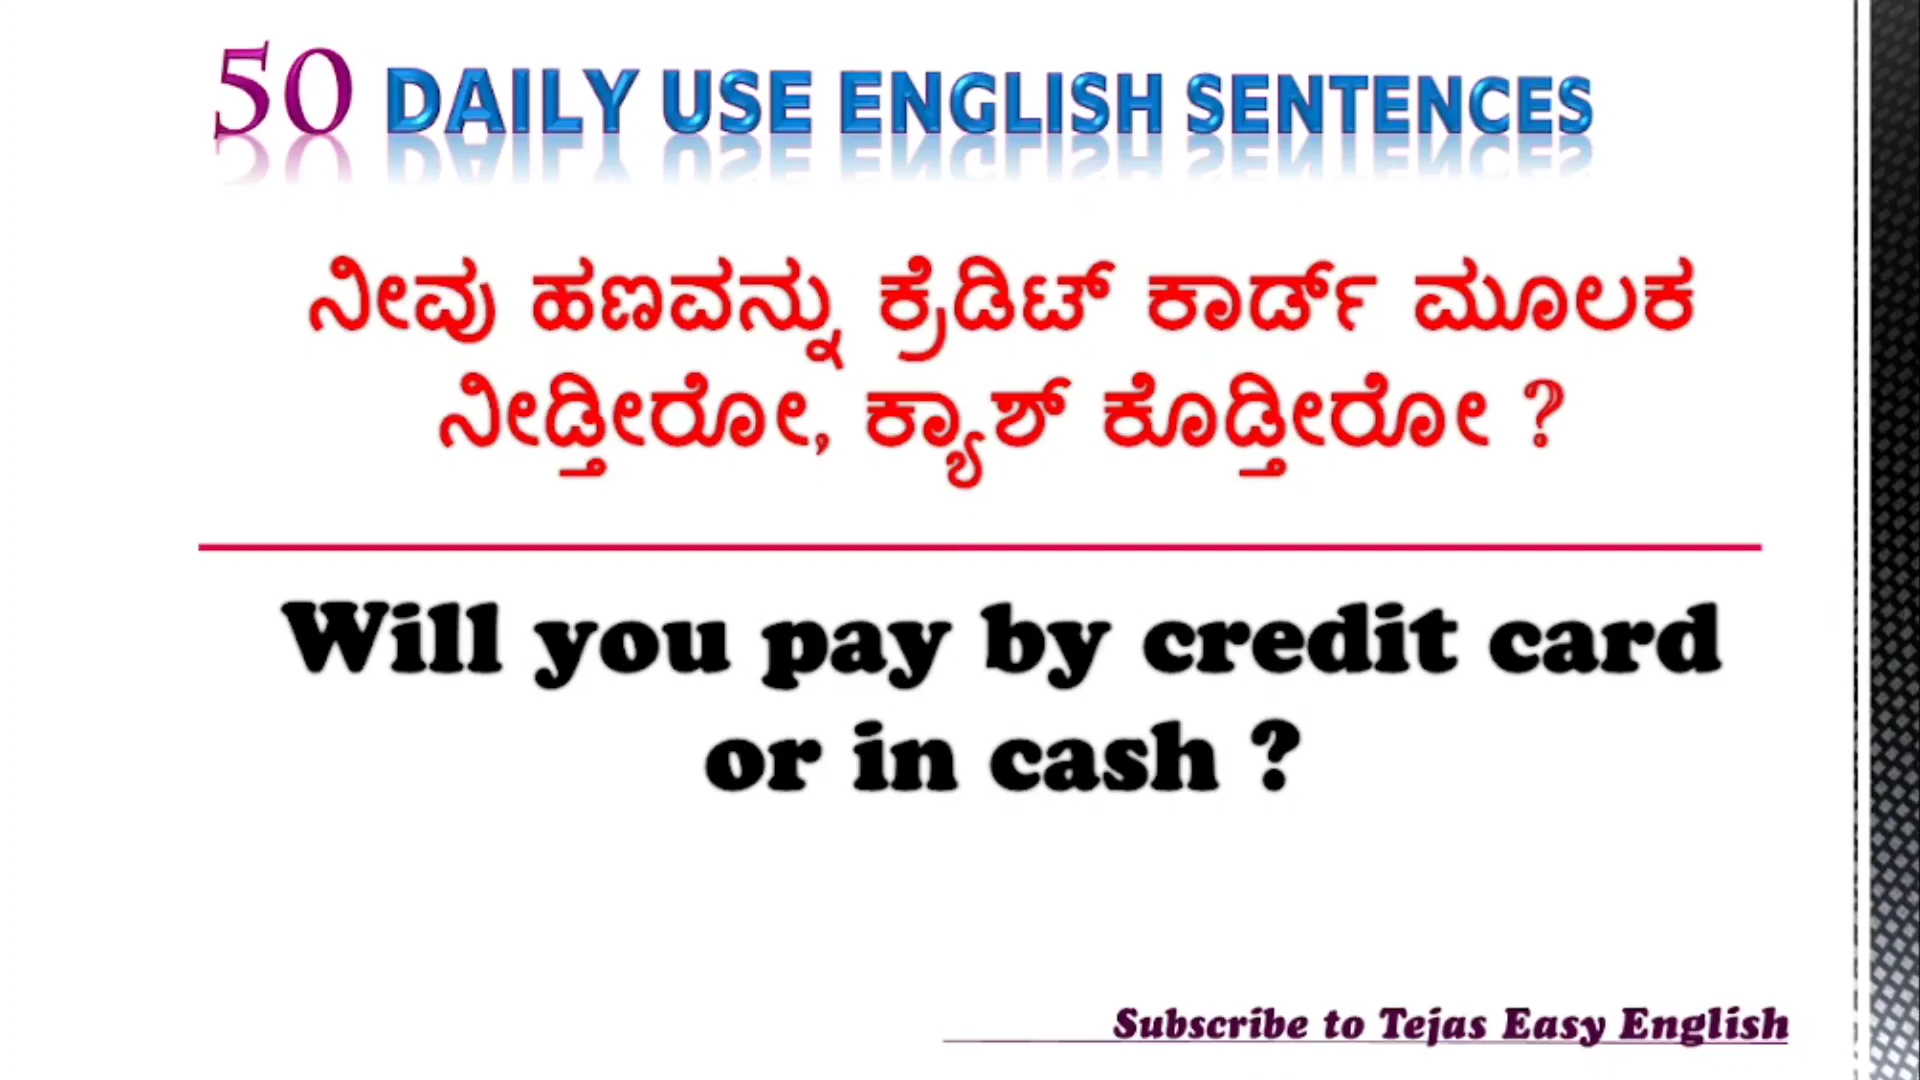 50 DAILY USE ENGLISH SENTENCES
ನೀವು ಹಣವನ್ನು ಕ್ರೆಡಿಟ್ ಕಾರ್ಡ್ ಮೂಲಕ
ನೀಡ್ತೀರೋ, ಕ್ಯಾಶ್ ಕೊಡ್ತೀರೋ ?
Will you pay by credit card
or in cash ?
Subscribe to Tejas Easy English